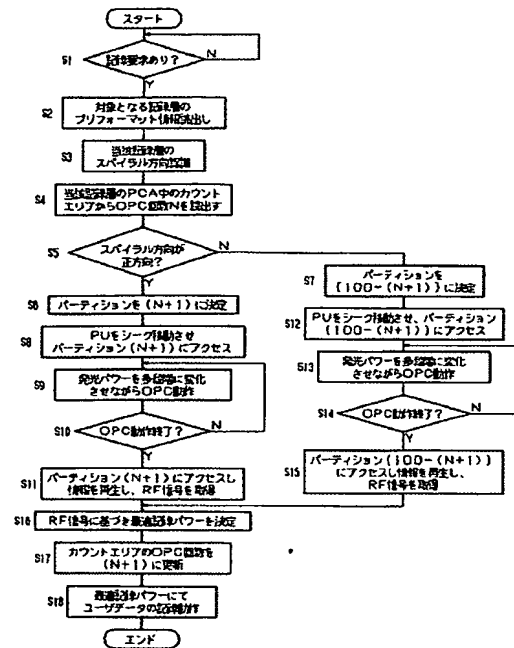 スタート
S1
記録要求あり?
N
Y
S2
対象となる記録層の
プリフォーマット情報読出し
S3
当該記録層の
スパイラル方向認識
S4
当該記録層のPCA中のカウント
エリアからOPC回数Nを読出す
S5
スパイラル方向が
正方向?
N
Y
S6
パーティションを(N+1)に決定
S7
パーティションを
{100-(N+1)}に決定
S8
PUをシーク移動させ
パーティション(N+1)にアクセス
S12
PUをシーク移動させ、パーティション
{100-(N+1)}にアクセス
S9
発光パワーを多段階に変化
させながらOPC動作
S13
発光パワーを多段階に変化
させながらOPC動作
S10
OPC動作終了?
N
Y
S14
OPC動作終了?
N
Y
S11
パーティション(N+1)にアクセスし
情報を再生し、RF信号を取得
S15
パーティション{100-(N+1)}
にアクセスし情報を再生し、
RF信号を取得
S16
RF信号に基づき最適記録パワーを決定
S17
カウントエリアのOPC回数を
(N+1)に更新
S18
最適記録パワーにて
ユーザデータの記録動作
エンド